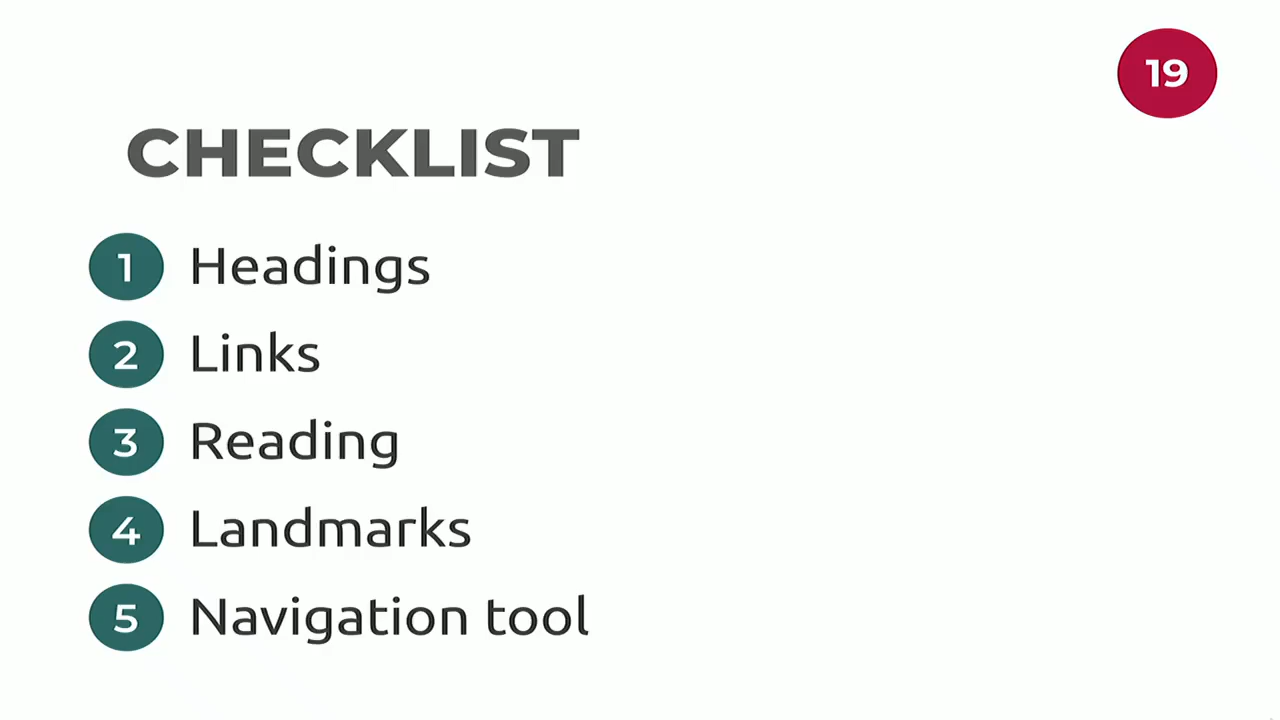 19
CHECKLIST
1 Headings
2 Links
3 Reading
4 Landmarks
5 Navigation tool